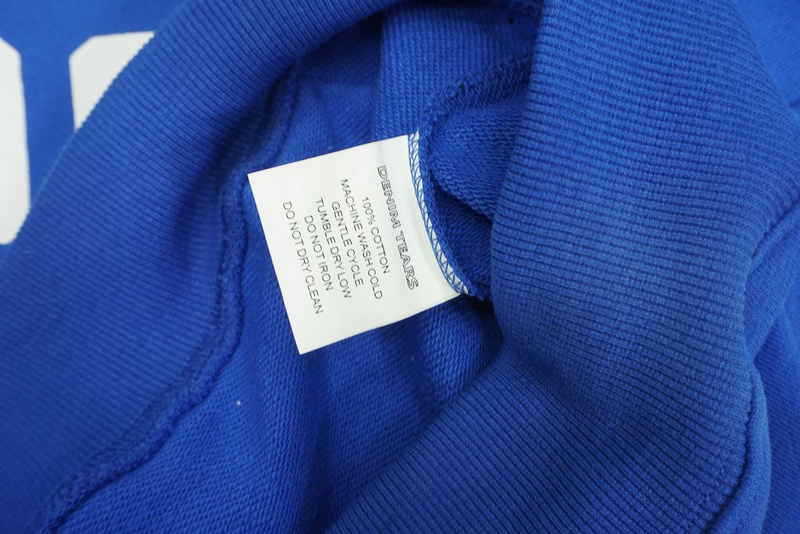 DENIM TEARS
100% COTTON
MACHINE WASH COLD
GENTLE CYCLE
TUMBLE DRY LOW
DO NOT IRON
DO NOT DRY CLEAN